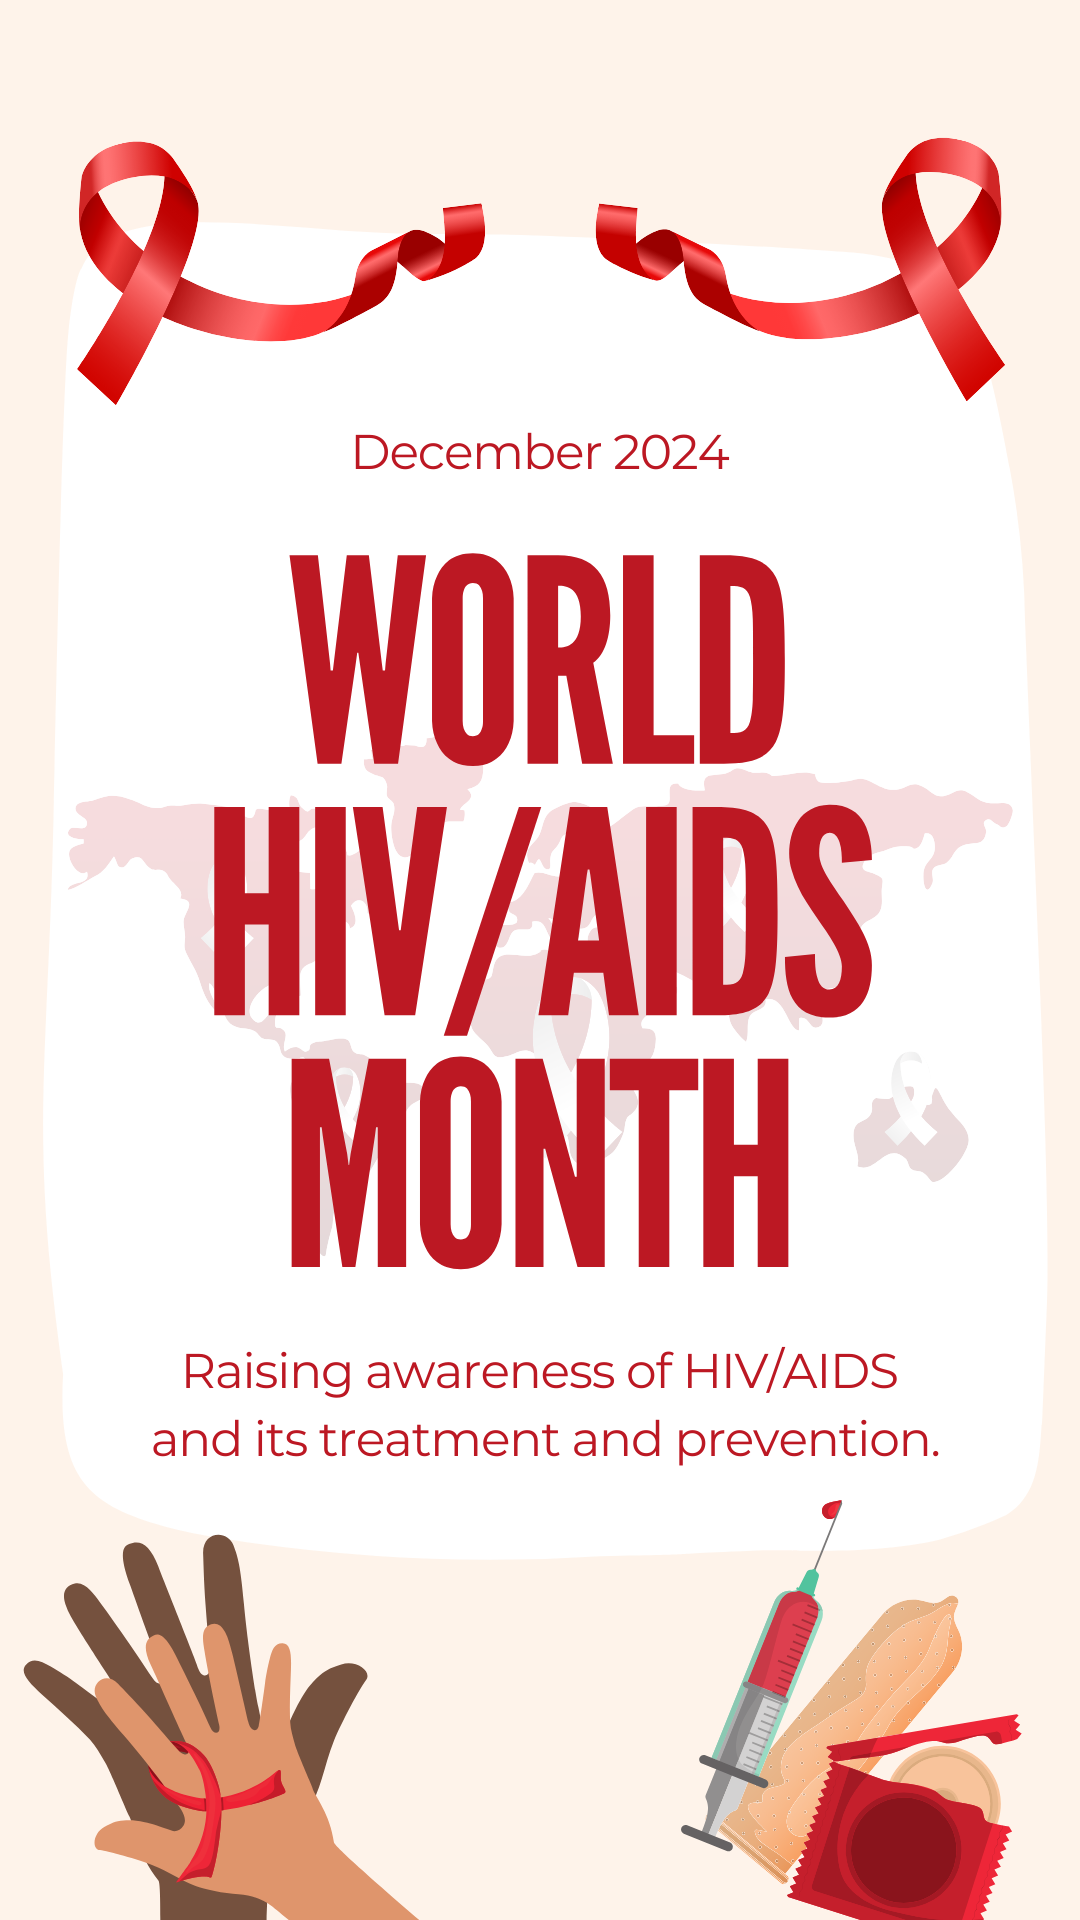 December 2024
WORLD
HIV/AIDS
MONTH
Raising awareness of HIV/AIDS
and its treatment and prevention.